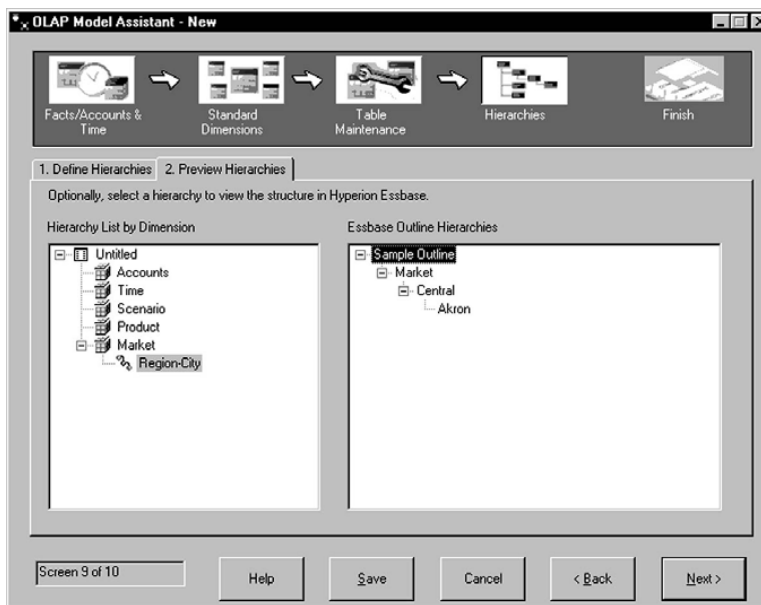 OLAP Model Assistant - New
Facts/Accounts &
Time
Standard
Dimensions
Table
Maintenance
Hierarchies
Finish
1. Define Hierarchies
2. Preview Hierarchies
Optionally, select a hierarchy to view the structure in Hyperion Essbase.
Hierarchy List by Dimension
Untitled
Accounts
Time
Scenario
Product
Market
Region-City
Essbase Outline Hierarchies
Sample Outline
Market
Central
Akron
Screen 9 of 10
Help
Save
Cancel
< Back
Next >